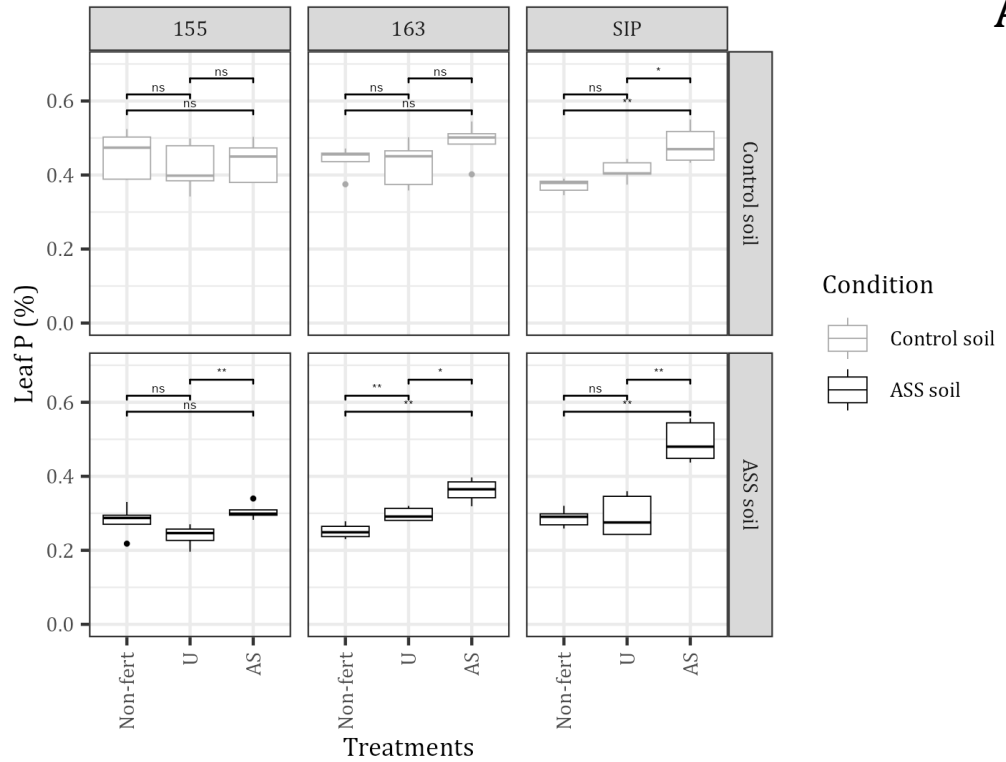 A
155 163 SIP
ns ns *
ns ns ns
ns ns **
0.6
0.4
0.2
0.0
Control soil
** * **
ns ** ns
ns ** **
0.6
0.4
0.2
0.0
ASS soil
Leaf P (%)
Non-fert U AS Non-fert U AS Non-fert U AS
Treatments
Condition
Control soil
ASS soil